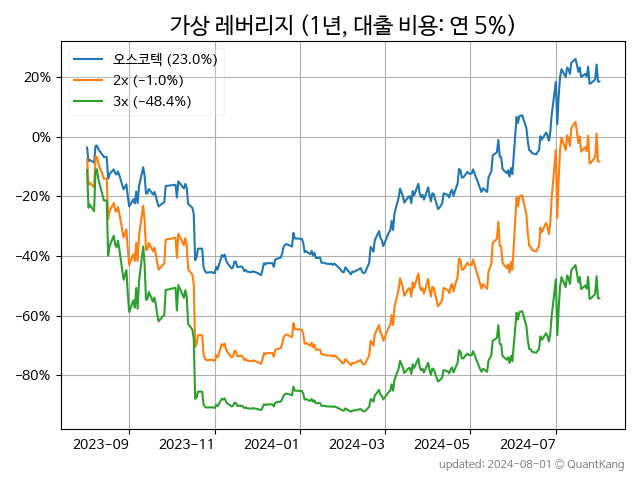 가상 레버리지 (1년, 대출 비용: 연 5%)
오스코텍 (23.0%)
2x (−1.0%)
3x (−48.4%)
20%
0%
−20%
−40%
−60%
−80%
2023-09 2023-11 2024-01 2024-03 2024-05 2024-07
updated: 2024-08-01 © QuantKang